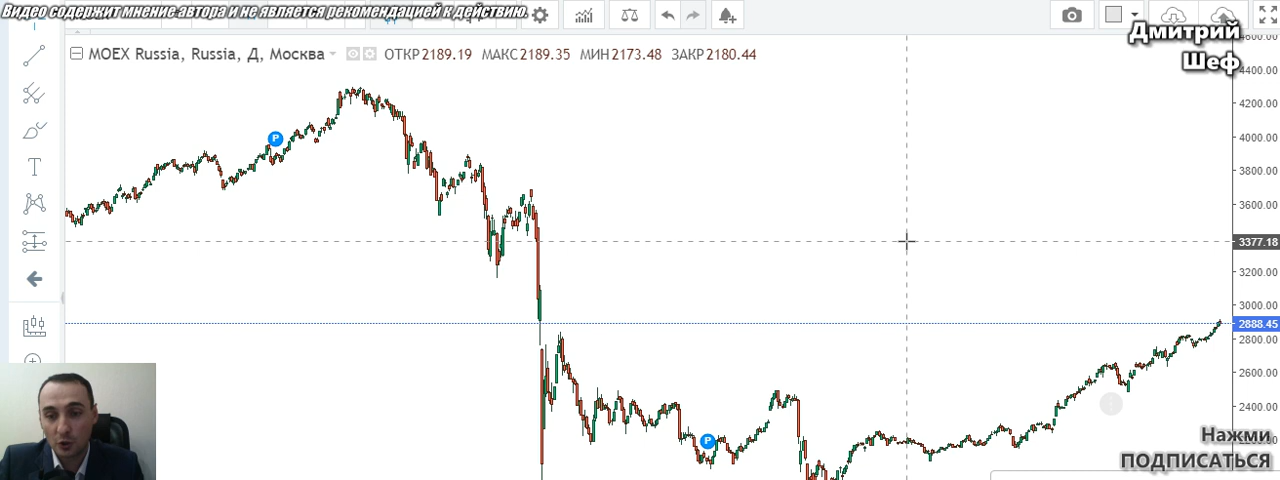 Видео содержит мнение автора и не является рекомендацией к действию.
Дмитрий
Шеф
MOEX Russia, Russia, Д, Москва ОТКР2189.19 МАКС2189.35 МИН2173.48 ЗАКР2180.44
T
P
P
4400.00
4200.00
4000.00
3800.00
3600.00
3377.18
3200.00
3000.00
2888.45
2800.00
2600.00
2400.00
Нажми
ПОДПИСАТЬСЯ